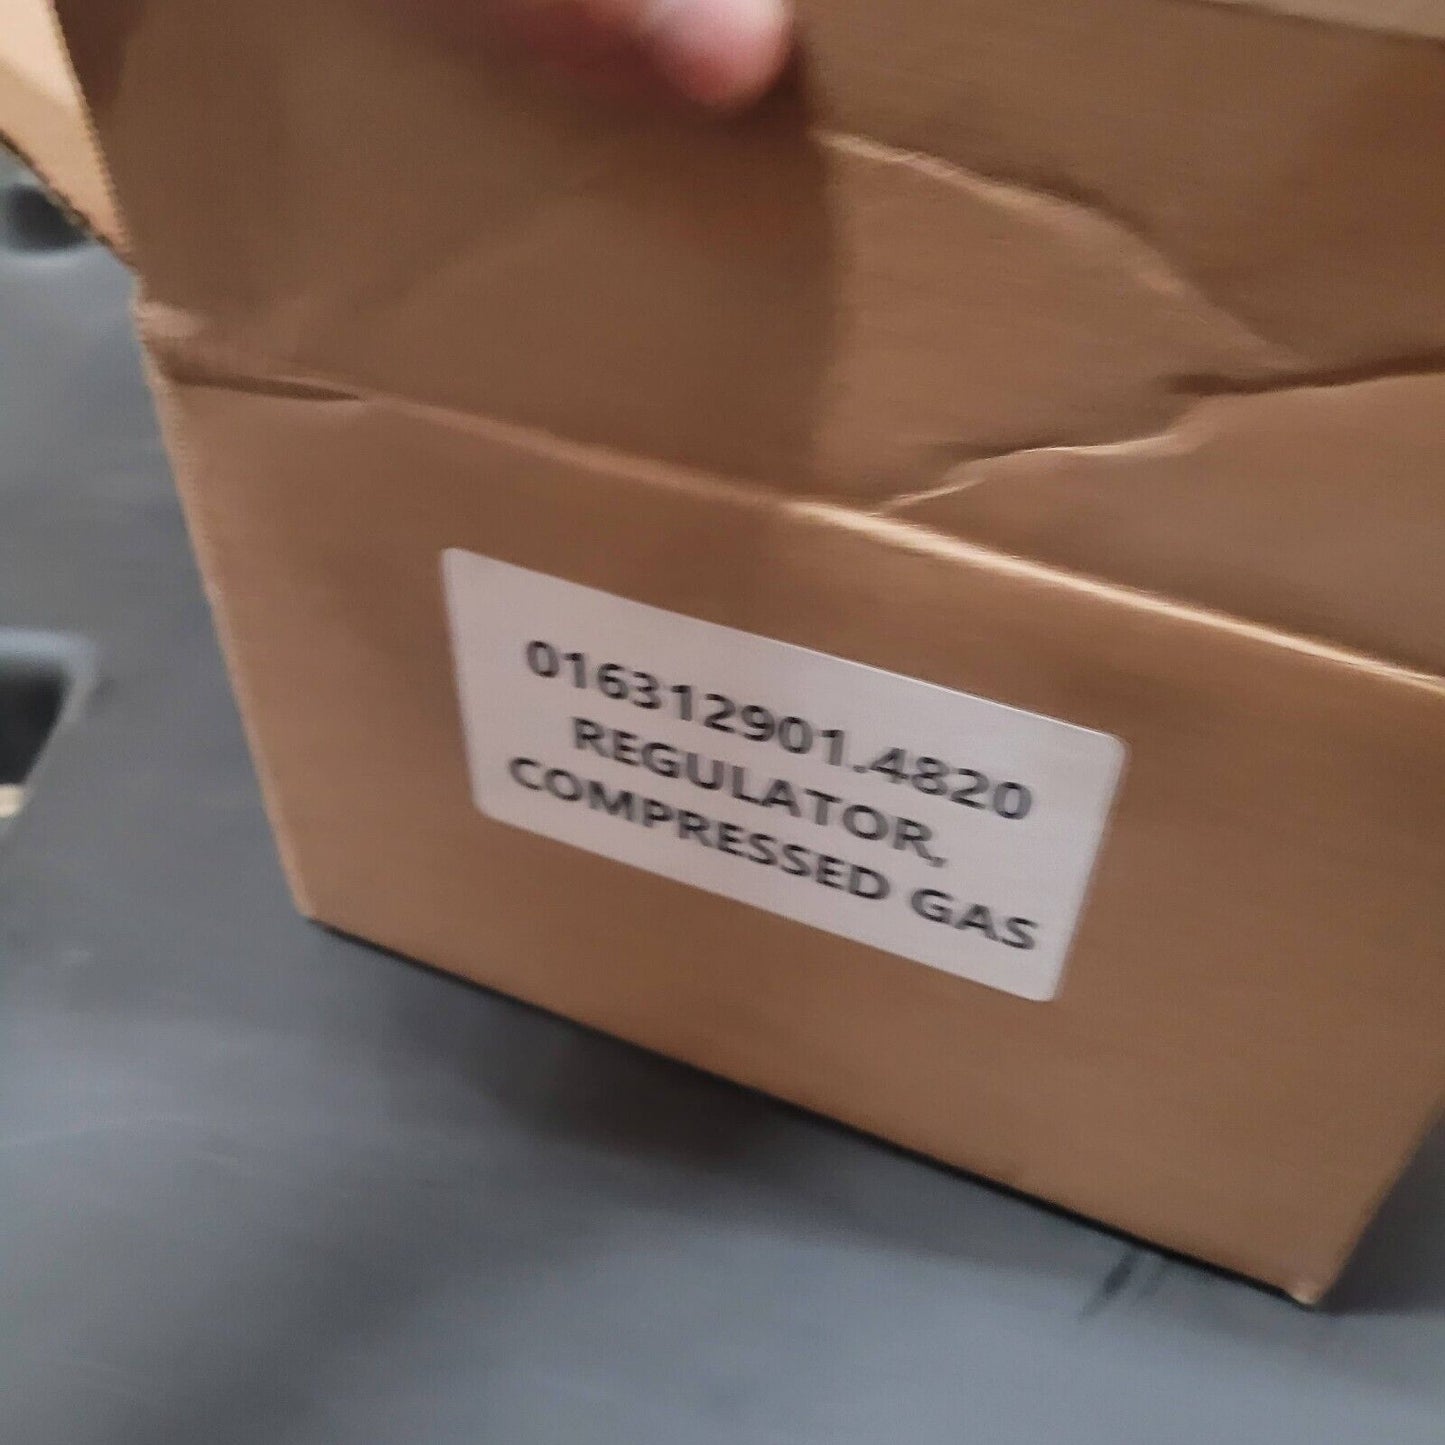 016312901.4820
REGULATOR,
COMPRESSED GAS